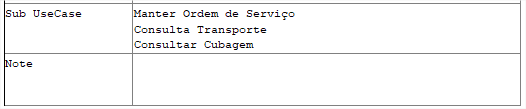 Sub UseCase Manter Ordem de Serviço
Consulta Transporte
Consultar Cubagem
Note